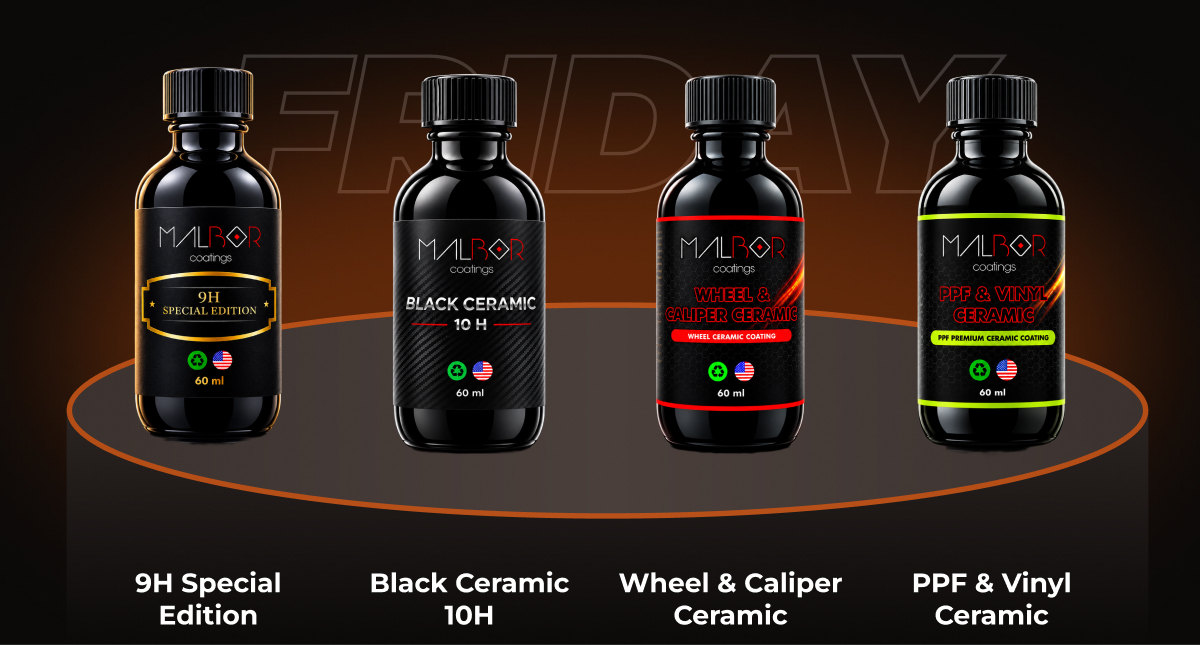 FRIDAY
MALBOR
coatings
9H
SPECIAL EDITION
60 ml
MALBOR
coatings
BLACK CERAMIC
10 H
60 ml
MALBOR
coatings
WHEEL &
CALIPER CERAMIC
WHEEL CERAMIC COATING
60 ml
MALBOR
coatings
PPF & VINYL
CERAMIC
PPF PREMIUM CERAMIC COATING
60 ml
9H Special
Edition
Black Ceramic
10H
Wheel & Caliper
Ceramic
PPF & Vinyl
Ceramic